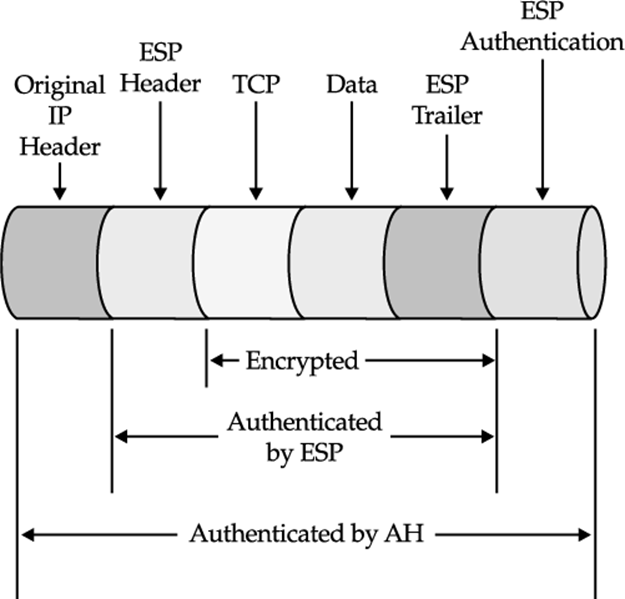 Original
IP
Header
ESP
Header
TCP
Data
ESP
Trailer
ESP
Authentication
Encrypted
Authenticated
by ESP
Authenticated by AH